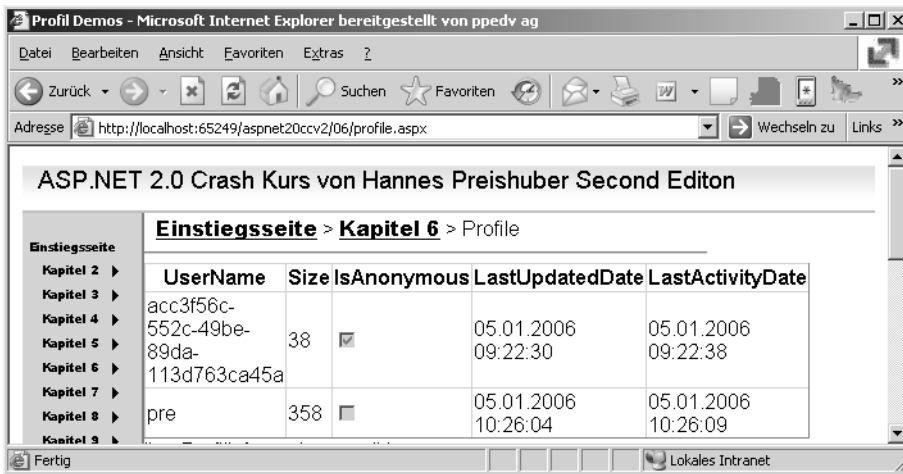 Profil Demos - Microsoft Internet Explorer bereitgestellt von ppedv ag
Datei Bearbeiten Ansicht Favoriten Extras ?
Zurück Suchen Favoriten »
Adresse http://localhost:65249/aspnet20ccv2/06/profile.aspx Wechseln zu Links »
ASP.NET 2.0 Crash Kurs von Hannes Preishuber Second Editon
Einstiegsseite > Kapitel 6 > Profile
Einstiegsseite
Kapitel 2
Kapitel 3
Kapitel 4
Kapitel 5
Kapitel 6
Kapitel 7
Kapitel 8
Kapitel 9
UserName Size IsAnonymous LastUpdatedDate LastActivityDate
acc3f56c-
552c-49be-
89da-
113d763ca45a
38
05.01.2006
09:22:30
05.01.2006
09:22:38
pre 358
05.01.2006
10:26:04
05.01.2006
10:26:09
Fertig Lokales Intranet